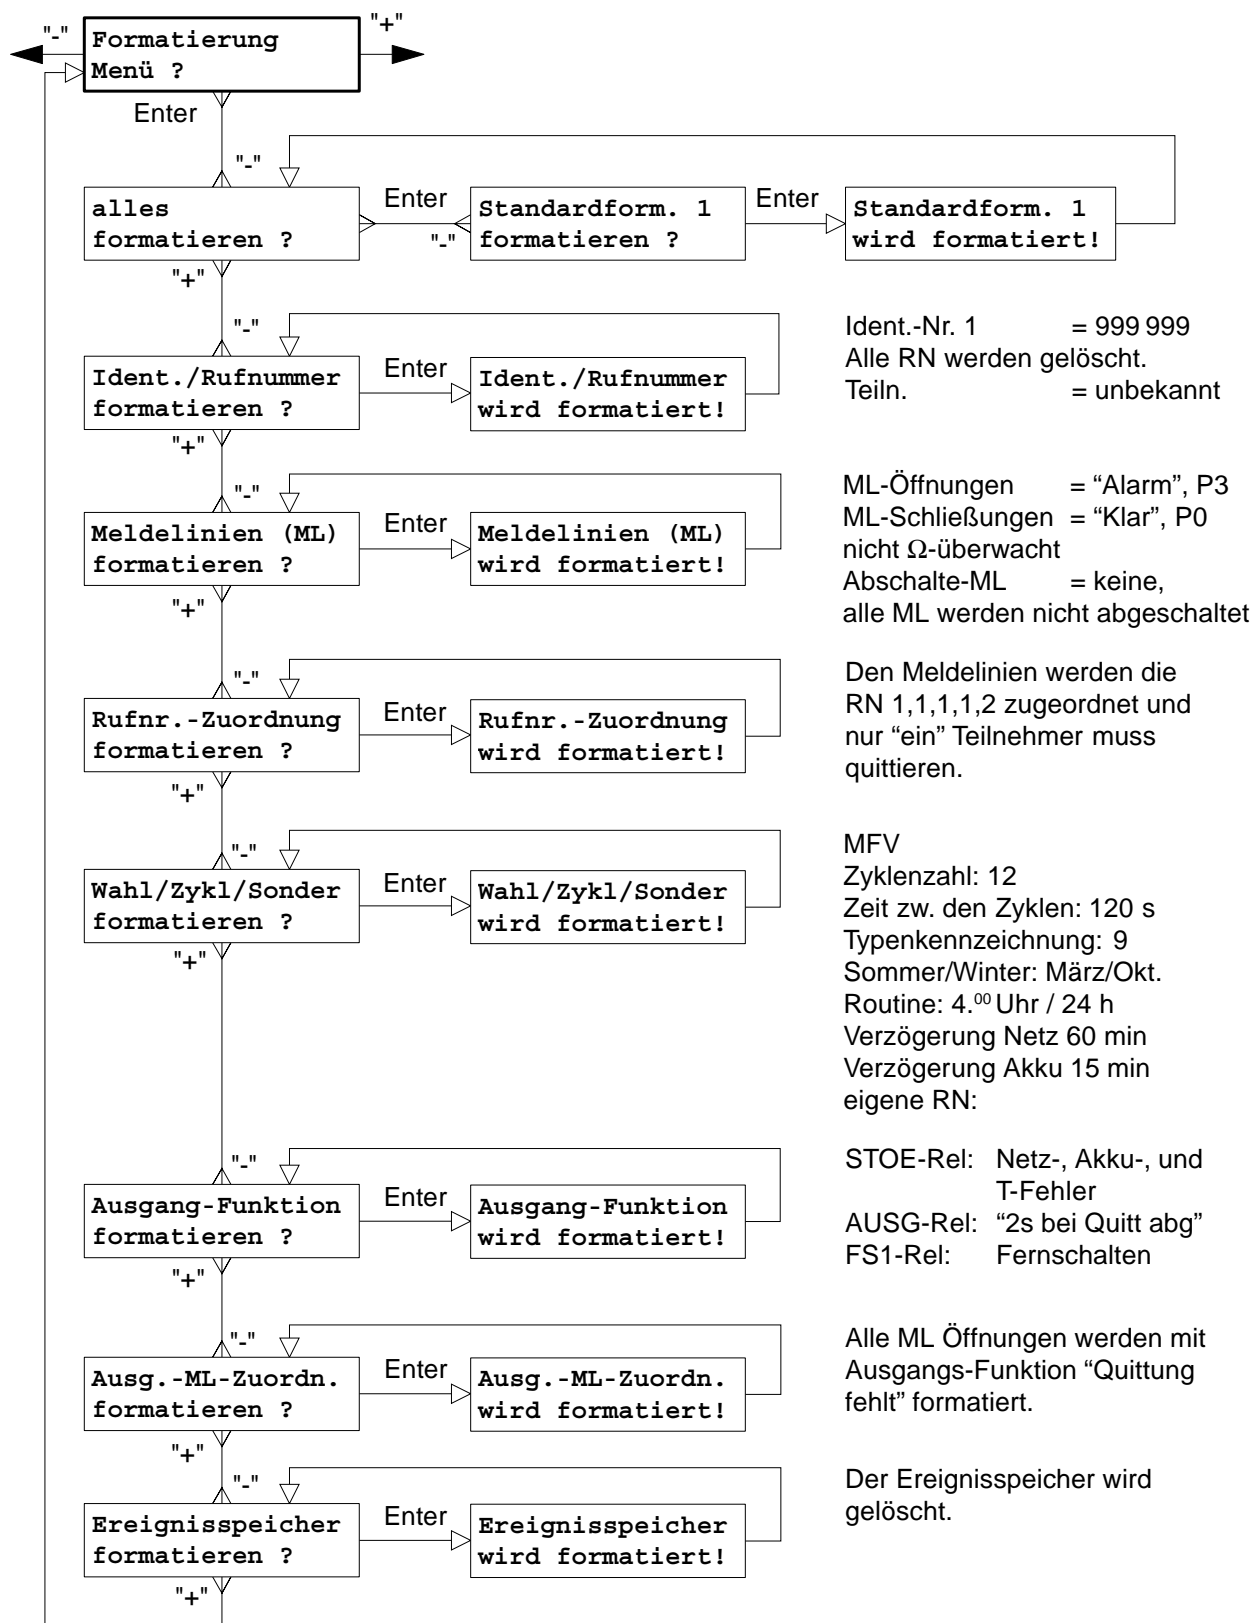 "-"
"+"
Formatierung
Menü ?
Enter
"-"
alles
formatieren ?
Enter
"-"
Standardform. 1
formatieren ?
Enter
Standardform. 1
wird formatiert!
"+"
"-"
Ident./Rufnummer
formatieren ?
Enter
Ident./Rufnummer
wird formatiert!
Ident.-Nr. 1 = 999 999
Alle RN werden gelöscht.
Teiln. = unbekannt
"+"
"-"
Meldelinien (ML)
formatieren ?
Enter
Meldelinien (ML)
wird formatiert!
ML-Öffnungen = “Alarm”, P3
ML-Schließungen = “Klar”, P0
nicht Ω-überwacht
Abschalte-ML = keine,
alle ML werden nicht abgeschaltet
"+"
"-"
Rufnr.-Zuordnung
formatieren ?
Enter
Rufnr.-Zuordnung
wird formatiert!
Den Meldelinien werden die
RN 1,1,1,1,2 zugeordnet und
nur “ein” Teilnehmer muss
quittieren.
"+"
"-"
Wahl/Zykl/Sonder
formatieren ?
Enter
Wahl/Zykl/Sonder
wird formatiert!
MFV
Zyklenzahl: 12
Zeit zw. den Zyklen: 120 s
Typenkennzeichnung: 9
Sommer/Winter: März/Okt.
Routine: 4.⁰⁰ Uhr / 24 h
Verzögerung Netz 60 min
Verzögerung Akku 15 min
eigene RN:
"+"
"-"
Ausgang-Funktion
formatieren ?
Enter
Ausgang-Funktion
wird formatiert!
STOE-Rel: Netz-, Akku-, und
T-Fehler
AUSG-Rel: “2s bei Quitt abg”
FS1-Rel: Fernschalten
"+"
"-"
Ausg.-ML-Zuordn.
formatieren ?
Enter
Ausg.-ML-Zuordn.
wird formatiert!
Alle ML Öffnungen werden mit
Ausgangs-Funktion “Quittung
fehlt” formatiert.
"+"
"-"
Ereignisspeicher
formatieren ?
Enter
Ereignisspeicher
wird formatiert!
Der Ereignisspeicher wird
gelöscht.
"+"